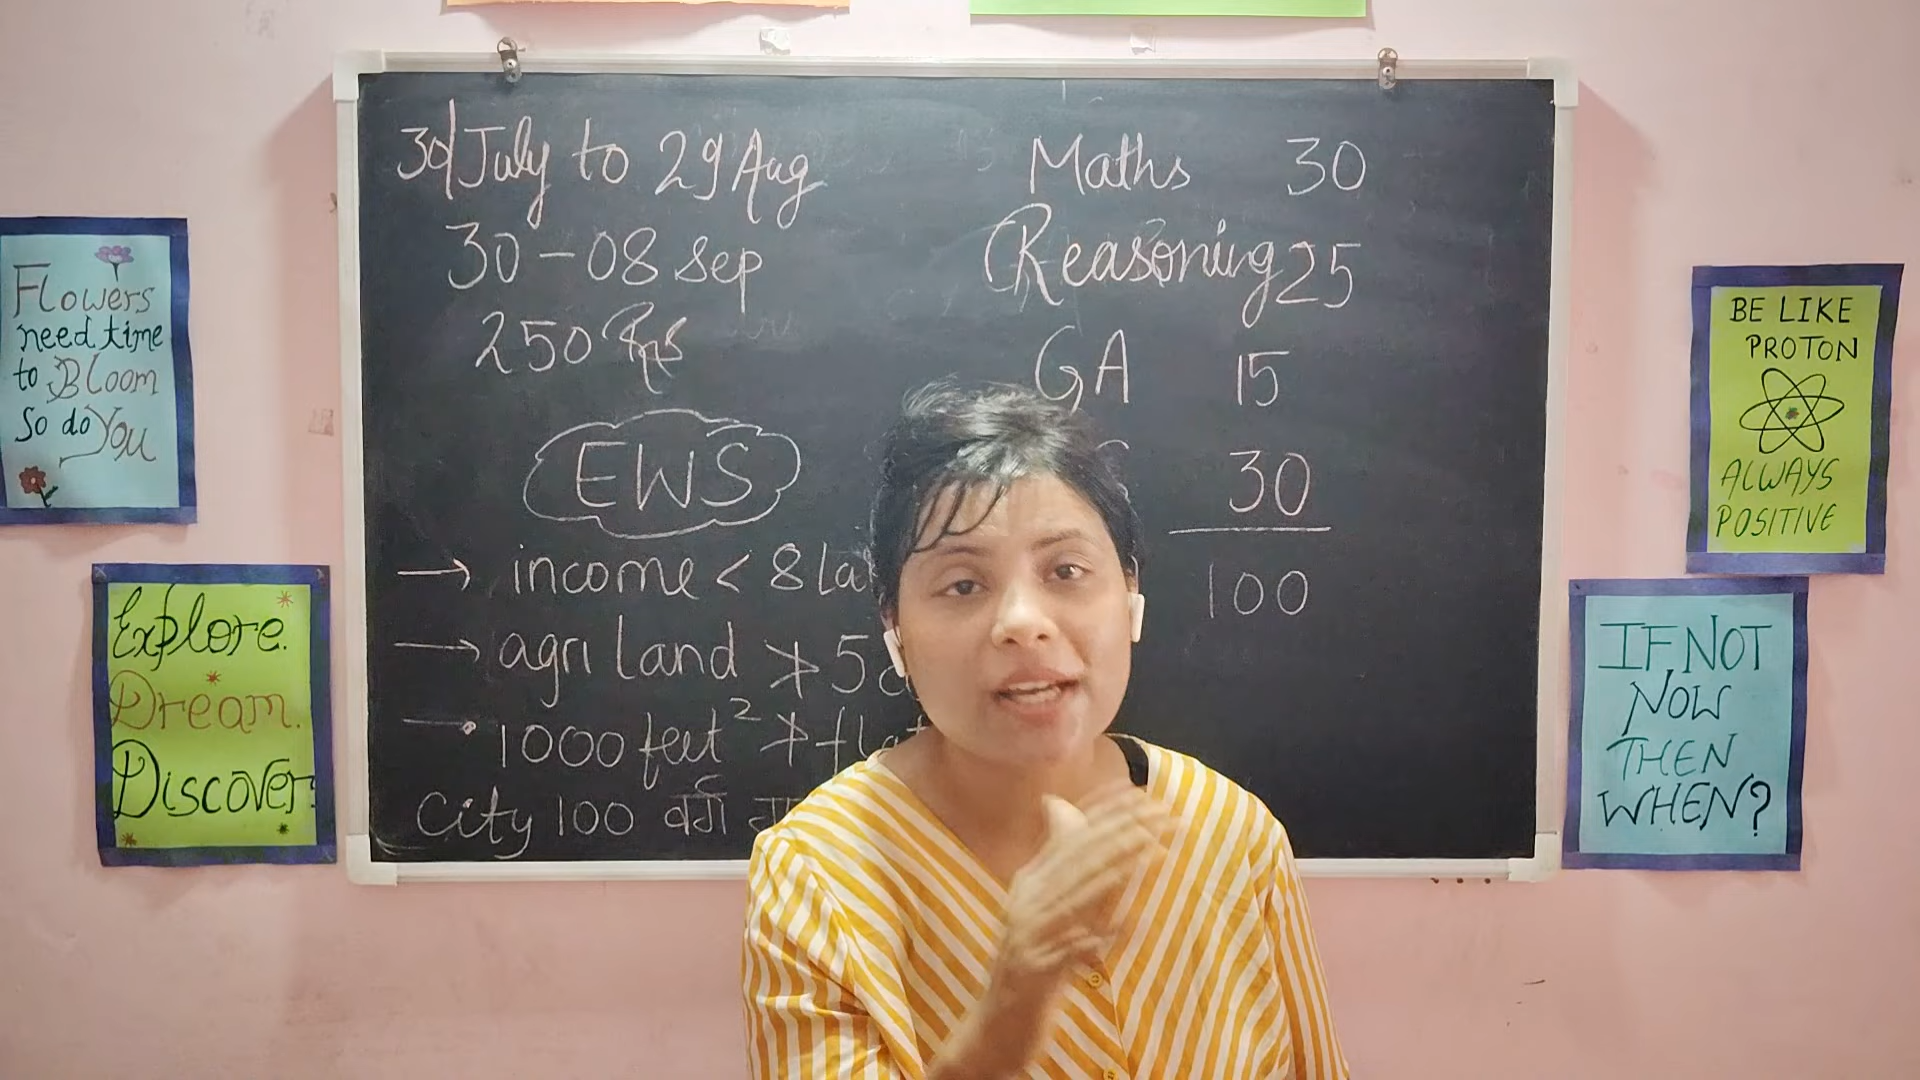 30 July to 29 Aug
30-08 Sep
250 Rs
EWS
→ income < 8 la
→ agri land ≯ 5
→ 1000 feet² ≯ flat
City 100 वर्ग
Maths 30
Reasoning 25
GA 15
30
100
Flowers
need time
to Bloom
So do You
Explore.
Dream.
Discover
BE LIKE
PROTON
ALWAYS
POSITIVE
IF NOT
NOW
THEN
WHEN?